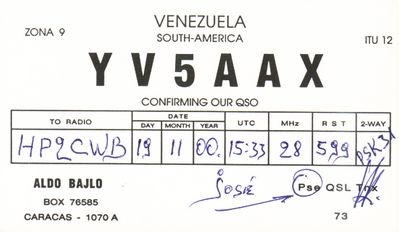 VENEZUELA
ZONA 9 SOUTH-AMERICA ITU 12
YV5AAX
CONFIRMING OUR QSO
TO RADIO DATE UTC MHz R S T 2-WAY
DAY MONTH YEAR
HP2CWB 19 11 00. 15:33 28 599 PSK31
ALDO BAJLO José Pse QSL Tnx
BOX 76585
CARACAS - 1070 A 73